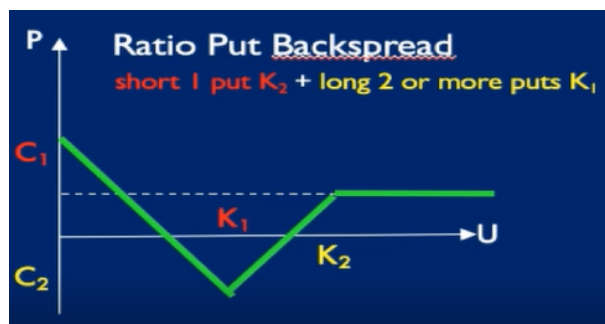 P
Ratio Put Backspread
short 1 put K₂ + long 2 or more puts K₁
C₁
K₁
U
K₂
C₂